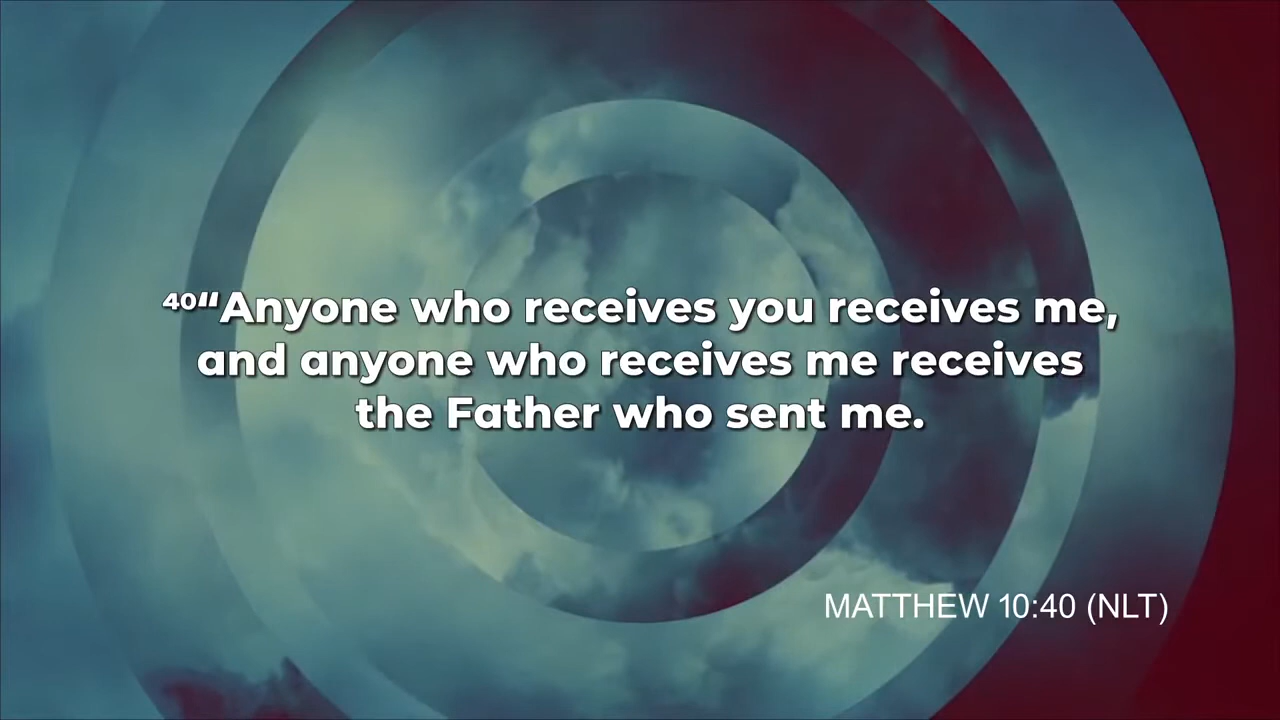 ⁴⁰“Anyone who receives you receives me,
and anyone who receives me receives
the Father who sent me.
MATTHEW 10:40 (NLT)